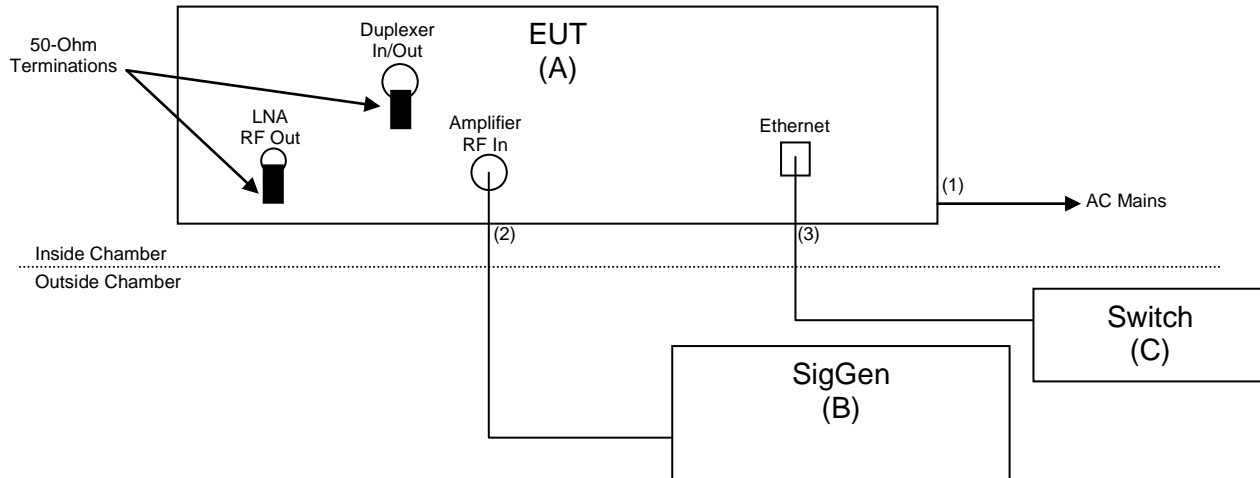 50-Ohm
Terminations
Duplexer
In/Out
EUT
(A)
LNA
RF Out
Amplifier
RF In
Ethernet
(1)
AC Mains
(2)
(3)
Inside Chamber
Outside Chamber
Switch
(C)
SigGen
(B)